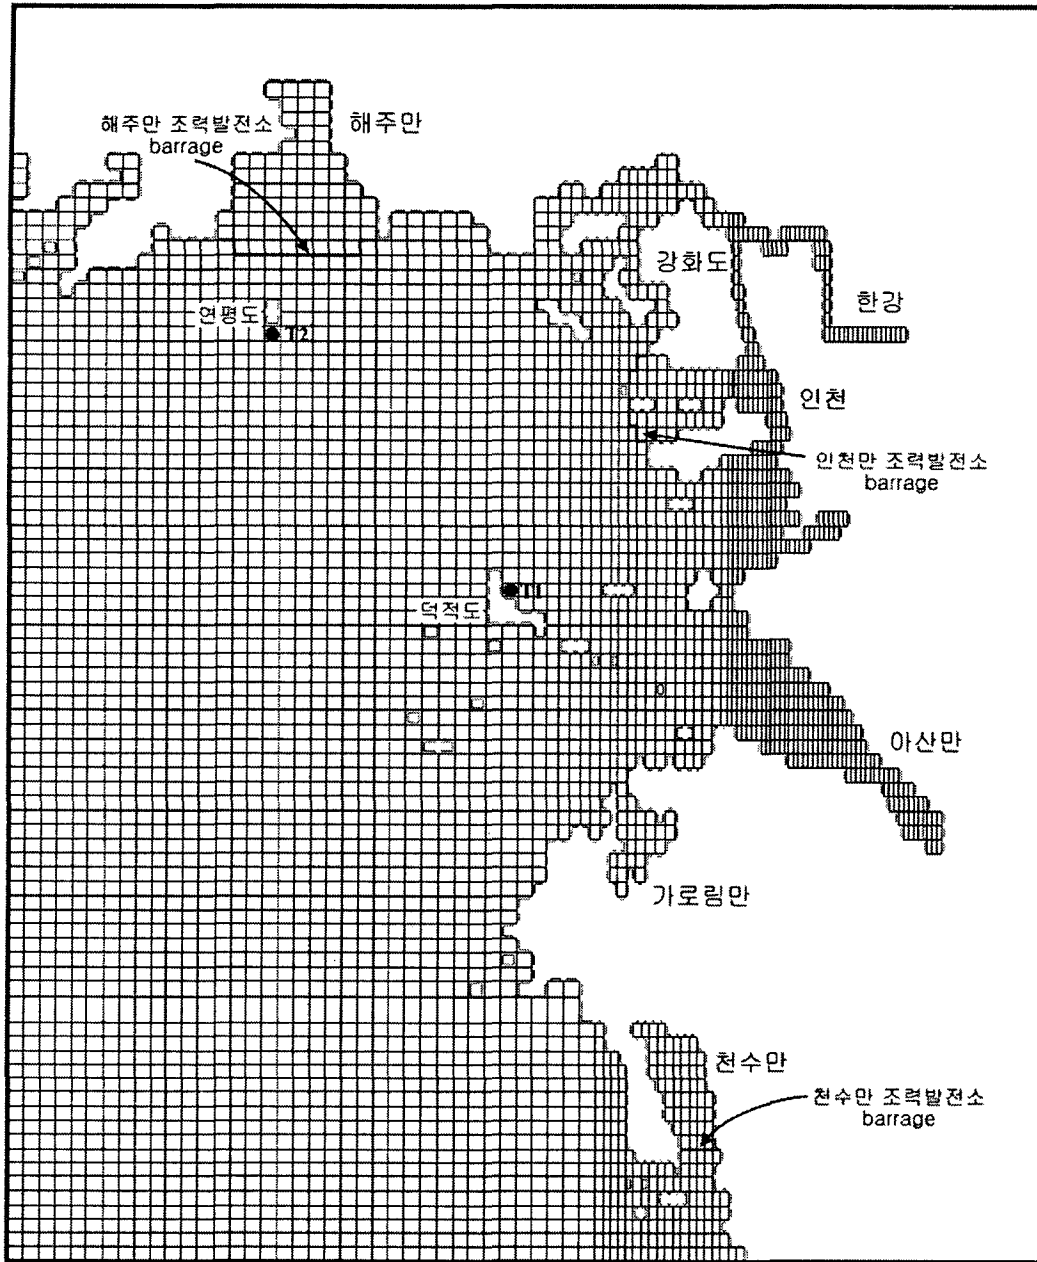 해주만 조력발전소
barrage
해주만
강화도
한강
연평도
T2
인천
인천만 조력발전소
barrage
T1
덕적도
아산만
가로림만
천수만
천수만 조력발전소
barrage